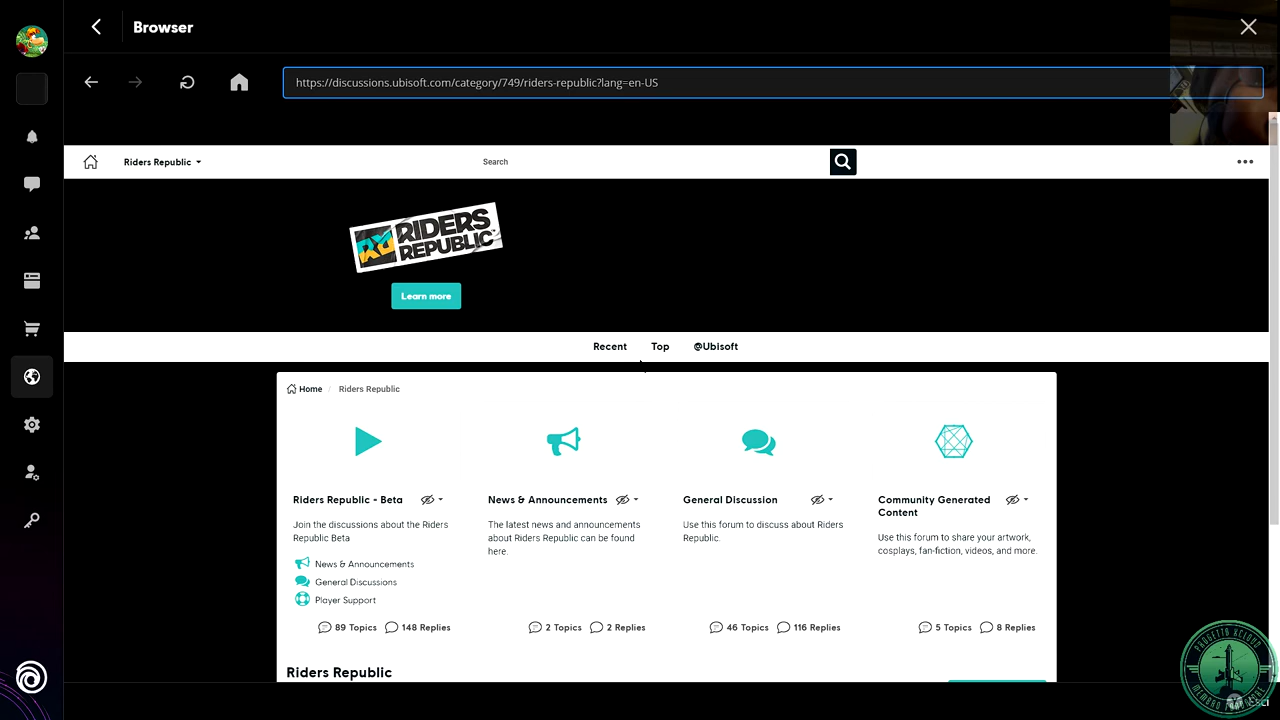 Browser
https://discussions.ubisoft.com/category/749/riders-republic?lang=en-US
Riders Republic
Search
RIDERS
REPUBLIC
Learn more
Recent Top @Ubisoft
Home / Riders Republic
Riders Republic - Beta
Join the discussions about the Riders
Republic Beta
News & Announcements
General Discussions
Player Support
89 Topics 148 Replies
News & Announcements
The latest news and announcements
about Riders Republic can be found
here.
2 Topics 2 Replies
General Discussion
Use this forum to discuss about Riders
Republic.
46 Topics 116 Replies
Community Generated
Content
Use this forum to share your artwork,
cosplays, fan-fiction, videos, and more.
5 Topics 8 Replies
Riders Republic
PROGETTO XCLOUD
MEMBRO